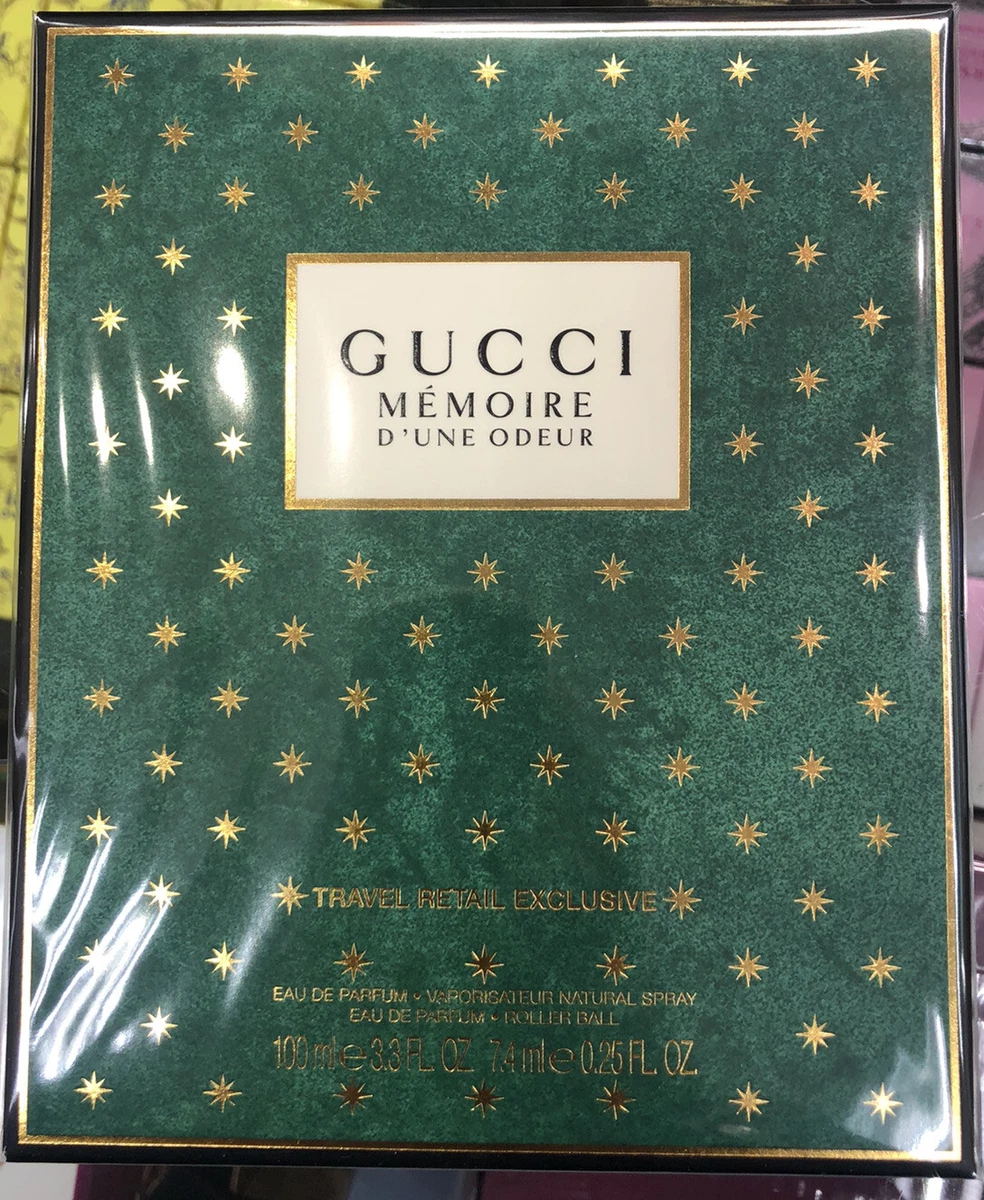 GUCCI
MÉMOIRE
D'UNE ODEUR
TRAVEL RETAIL EXCLUSIVE
EAU DE PARFUM • VAPORISATEUR NATURAL SPRAY
EAU DE PARFUM • ROLLER BALL
100 ml e 3.3 FL. OZ. 7.4 ml e 0.25 FL. OZ.